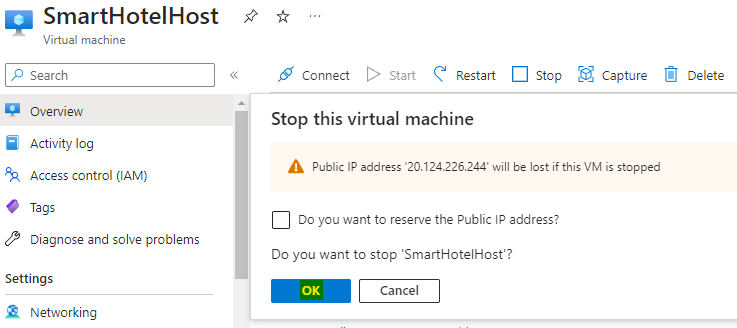 SmartHotelHost
Virtual machine
Search
Connect
Start
Restart
Stop
Capture
Delete
Overview
Activity log
Access control (IAM)
Tags
Diagnose and solve problems
Settings
Networking
Stop this virtual machine
Public IP address '20.124.226.244' will be lost if this VM is stopped
Do you want to reserve the Public IP address?
Do you want to stop 'SmartHotelHost'?
OK
Cancel